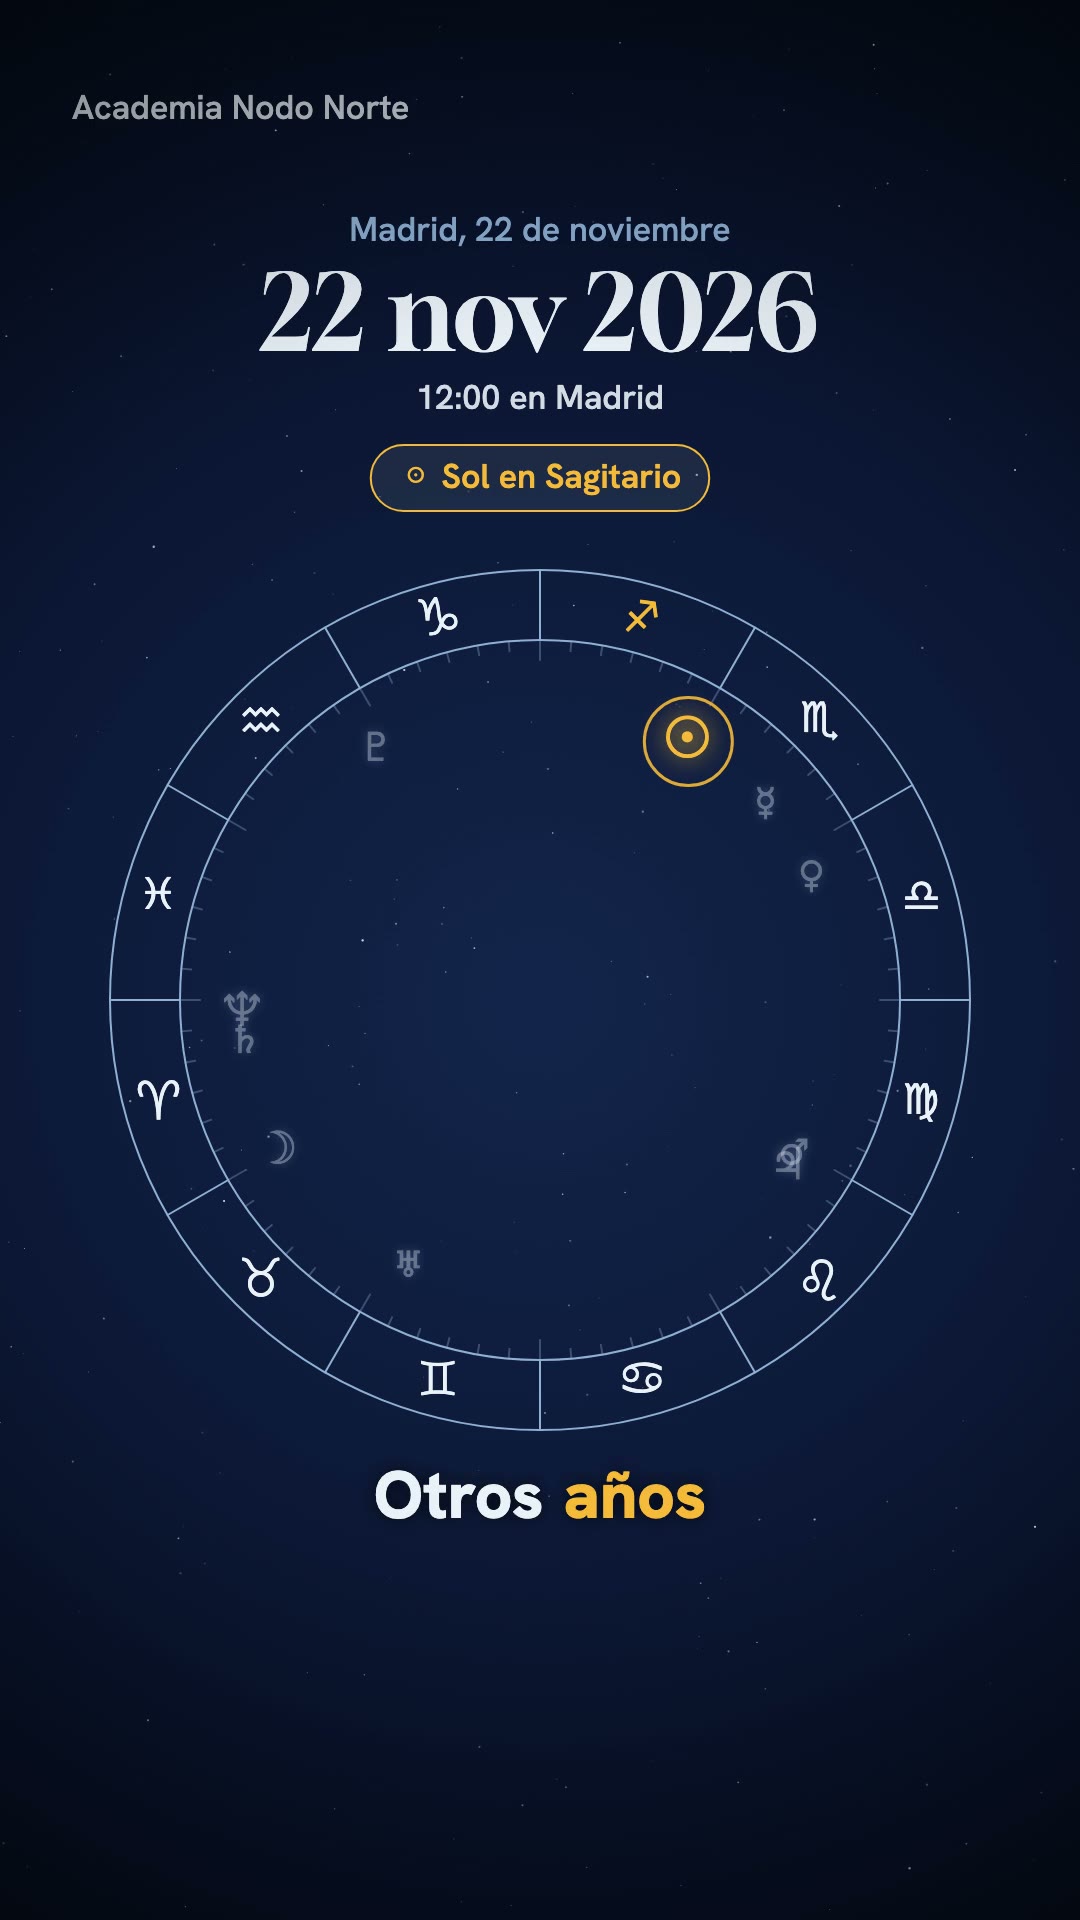 Academia Nodo Norte
Madrid, 22 de noviembre
22 nov 2026
12:00 en Madrid
☉ Sol en Sagitario
♑ ♐
♒ ♏
♇ ☉
☿
♀
♓ ♎
♆
♄
♈ ♍
☽ ♂ ♃
♅
♉ ♌
♊ ♋
Otros años